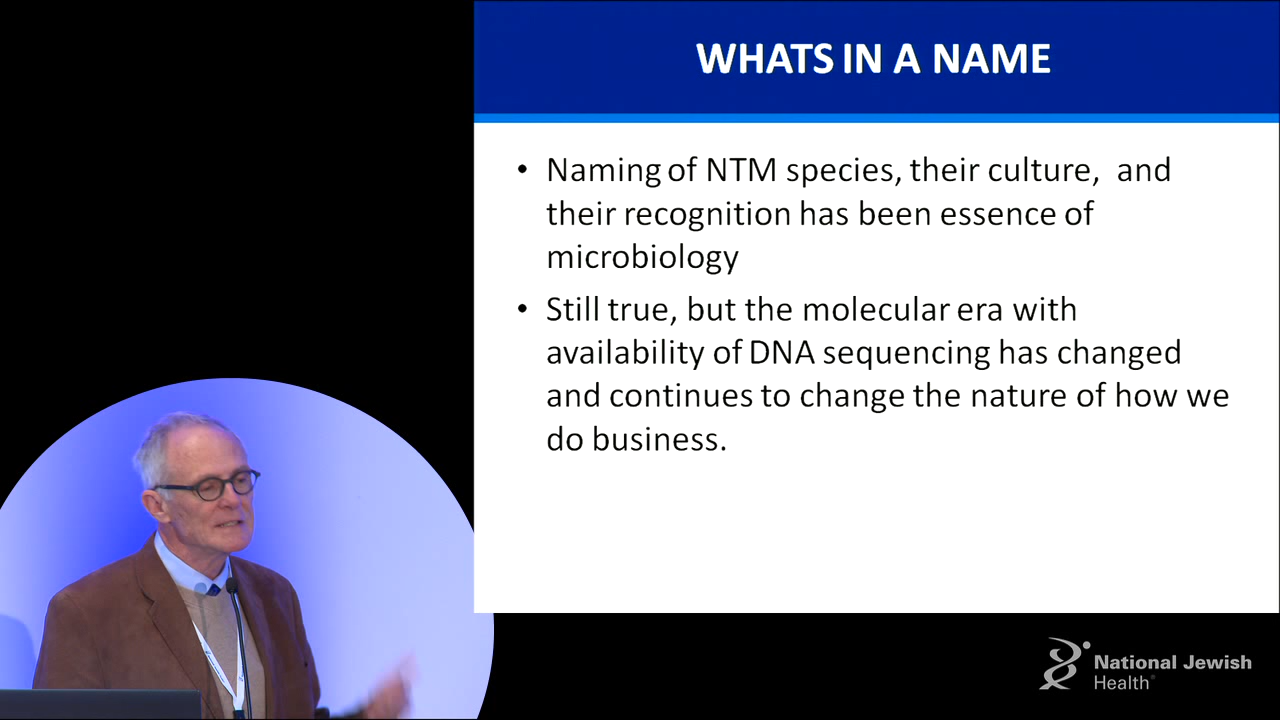 WHATS IN A NAME
• Naming of NTM species, their culture, and
their recognition has been essence of
microbiology
• Still true, but the molecular era with
availability of DNA sequencing has changed
and continues to change the nature of how we
do business.
National Jewish
Health®